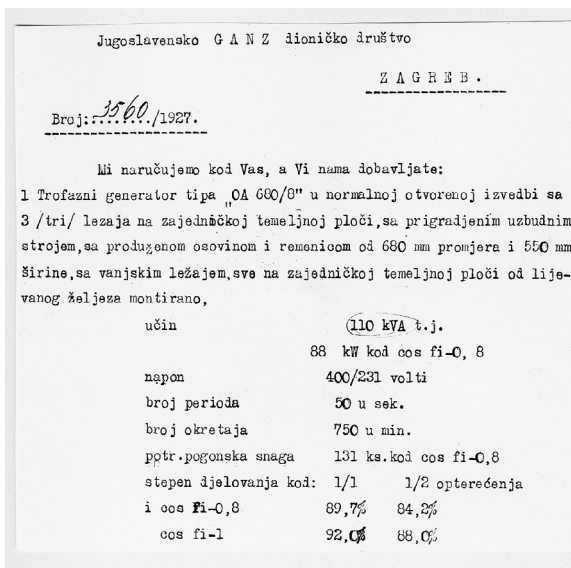 Jugoslavensko G A N Z dioničko društvo
Z A G R E B .
Broj:.3560./1927.
Mi naručujemo kod Vas, a Vi nama dobavljate:
1 Trofazni generator tipa „OA 680/8" u normalnoj otvorenoj izvedbi sa
3 /tri/ lezaja na zajedničkoj temeljnoj ploči,sa prigradjenim uzbudnim
strojem,sa produženom osovinom i remenicom od 680 mm promjera i 550 mm
širine,sa vanjskim ležajem,sve na zajedničkoj temeljnoj ploči od lije-
vanog željeza montirano,
učin 110 kVA t.j.
88 kW kod cos fi-0, 8
napon 400/231 volti
broj perioda 50 u sek.
broj okretaja 750 u min.
potr.pogonska snaga 131 ks.kod cos fi-0,8
stepen djelovanja kod: 1/1 1/2 opterećenja
i cos fi-0,8 89,7% 84,2%
cos fi-1 92,0% 88,0%